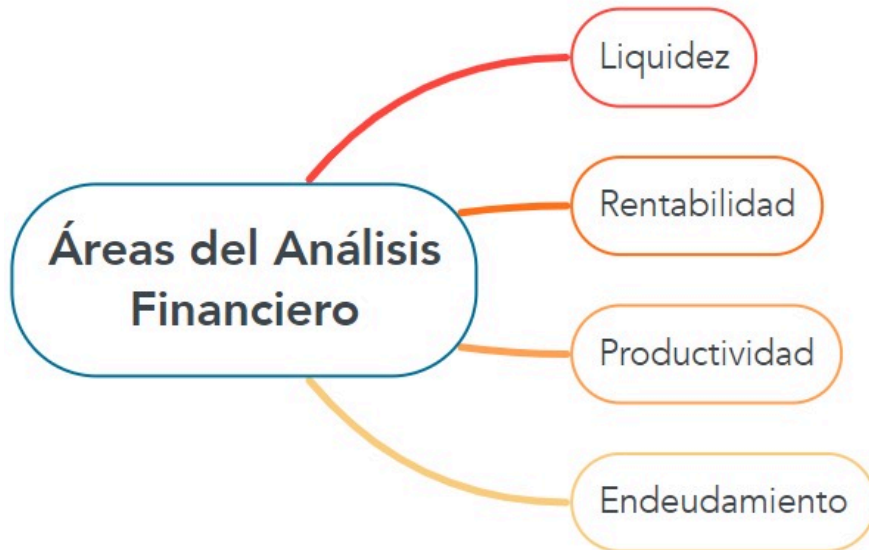 Liquidez
Rentabilidad
Áreas del Análisis
Financiero
Productividad
Endeudamiento